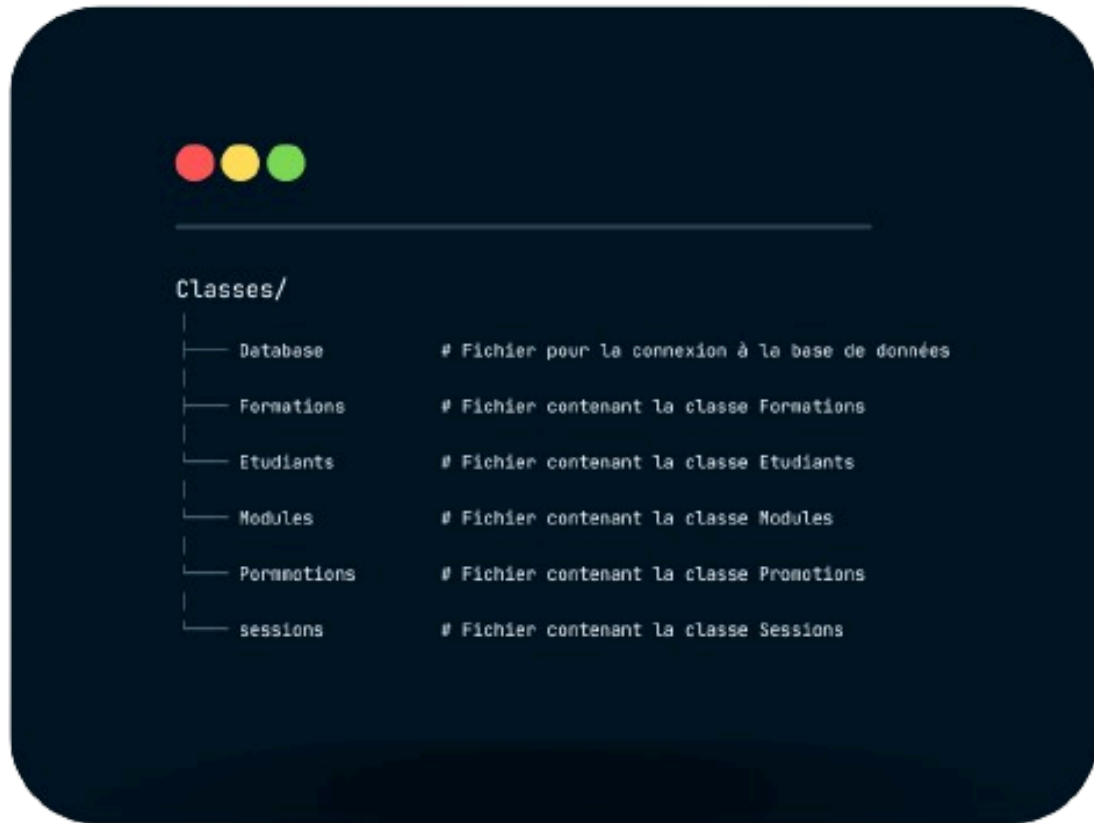 Classes/
Database # Fichier pour la connexion à la base de données
Formations # Fichier contenant la classe Formations
Etudiants # Fichier contenant la classe Etudiants
Modules # Fichier contenant la classe Modules
Pormmotions # Fichier contenant la classe Promotions
sessions # Fichier contenant la classe Sessions